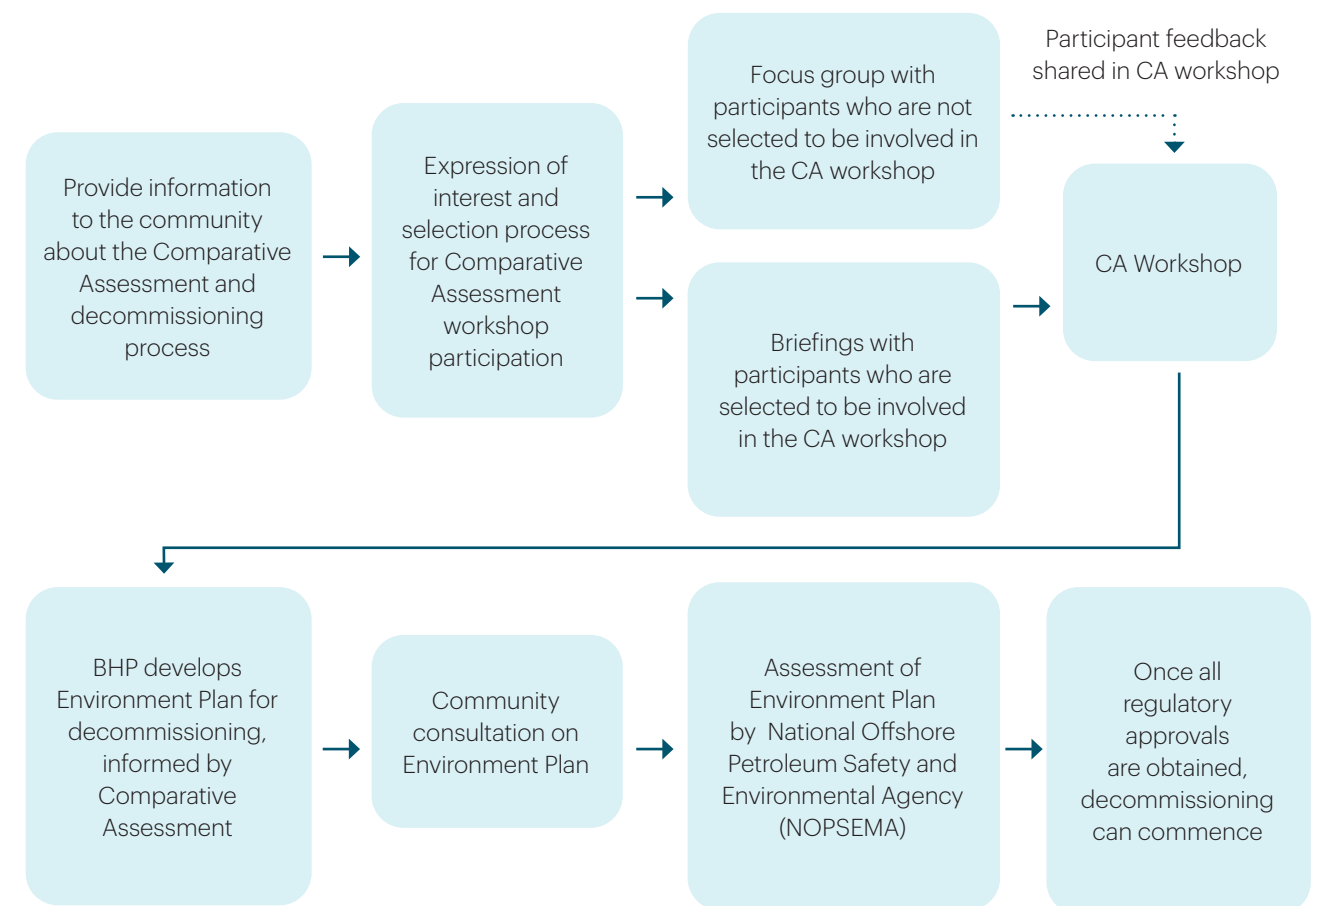 Provide information
to the community
about the Comparative
Assessment and
decommissioning
process
Expression of
interest and
selection process
for Comparative
Assessment
workshop
participation
Focus group with
participants who are not
selected to be involved in
the CA workshop
Participant feedback
shared in CA workshop
Briefings with
participants who are
selected to be involved
in the CA workshop
CA Workshop
BHP develops
Environment Plan for
decommissioning,
informed by
Comparative
Assessment
Community
consultation on
Environment Plan
Assessment of
Environment Plan
by National Offshore
Petroleum Safety and
Environmental Agency
(NOPSEMA)
Once all
regulatory
approvals
are obtained,
decommissioning
can commence